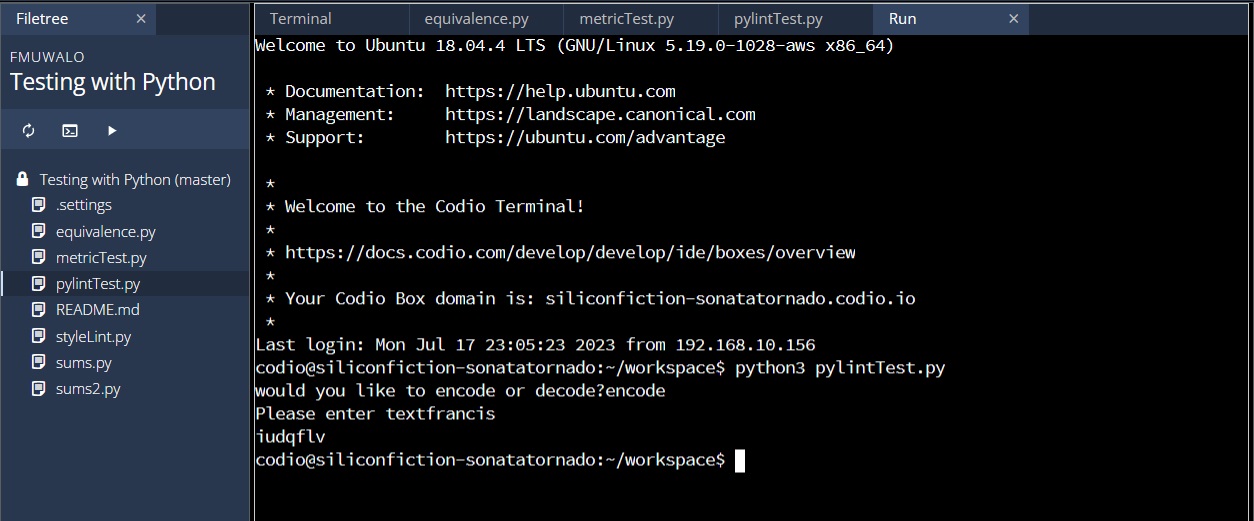 Filetree ×
FMUWALO
Testing with Python
Testing with Python (master)
.settings
equivalence.py
metricTest.py
pylintTest.py
README.md
styleLint.py
sums.py
sums2.py
Terminal equivalence.py metricTest.py pylintTest.py Run ×
Welcome to Ubuntu 18.04.4 LTS (GNU/Linux 5.19.0-1028-aws x86_64)
* Documentation: https://help.ubuntu.com
* Management: https://landscape.canonical.com
* Support: https://ubuntu.com/advantage
*
* Welcome to the Codio Terminal!
*
* https://docs.codio.com/develop/develop/ide/boxes/overview
*
* Your Codio Box domain is: siliconfiction-sonatatornado.codio.io
*
Last login: Mon Jul 17 23:05:23 2023 from 192.168.10.156
codio@siliconfiction-sonatatornado:~/workspace$ python3 pylintTest.py
would you like to encode or decode?encode
Please enter textfrancis
iudqflv
codio@siliconfiction-sonatatornado:~/workspace$